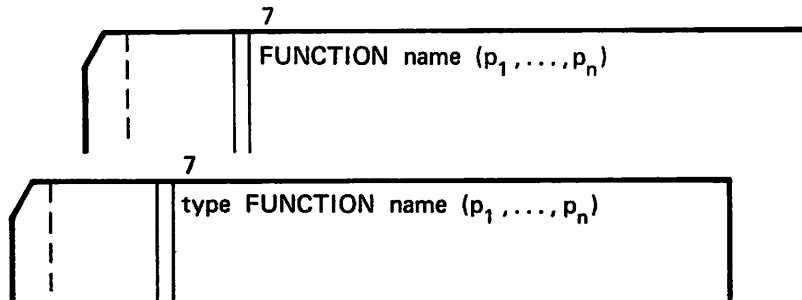 7
FUNCTION name (p1,...,pn)
7
type FUNCTION name (p1,...,pn)